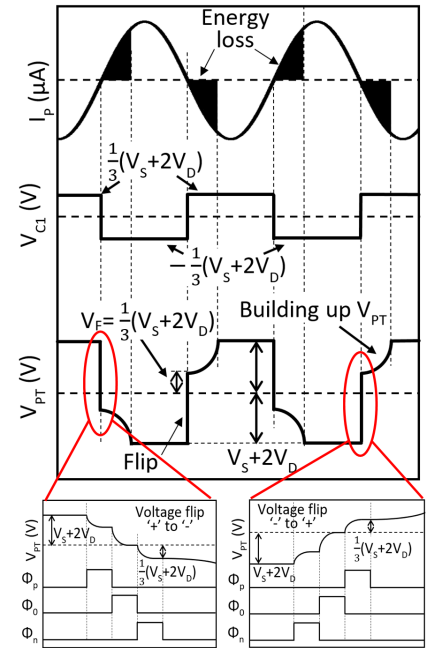 Energy
loss
I_P (μA)
1/3(V_S+2V_D)
V_C1 (V)
−1/3(V_S+2V_D)
V_F= 1/3(V_S+2V_D)
Building up V_PT
V_PT (V)
Flip
V_S+2V_D
Voltage flip
'+' to '-'
V_PT (V)
V_S+2V_D
1/3(V_S+2V_D)
Φ_p
Φ_0
Φ_n
Voltage flip
'-' to '+'
V_PT (V)
V_S+2V_D
1/3(V_S+2V_D)
Φ_p
Φ_0
Φ_n